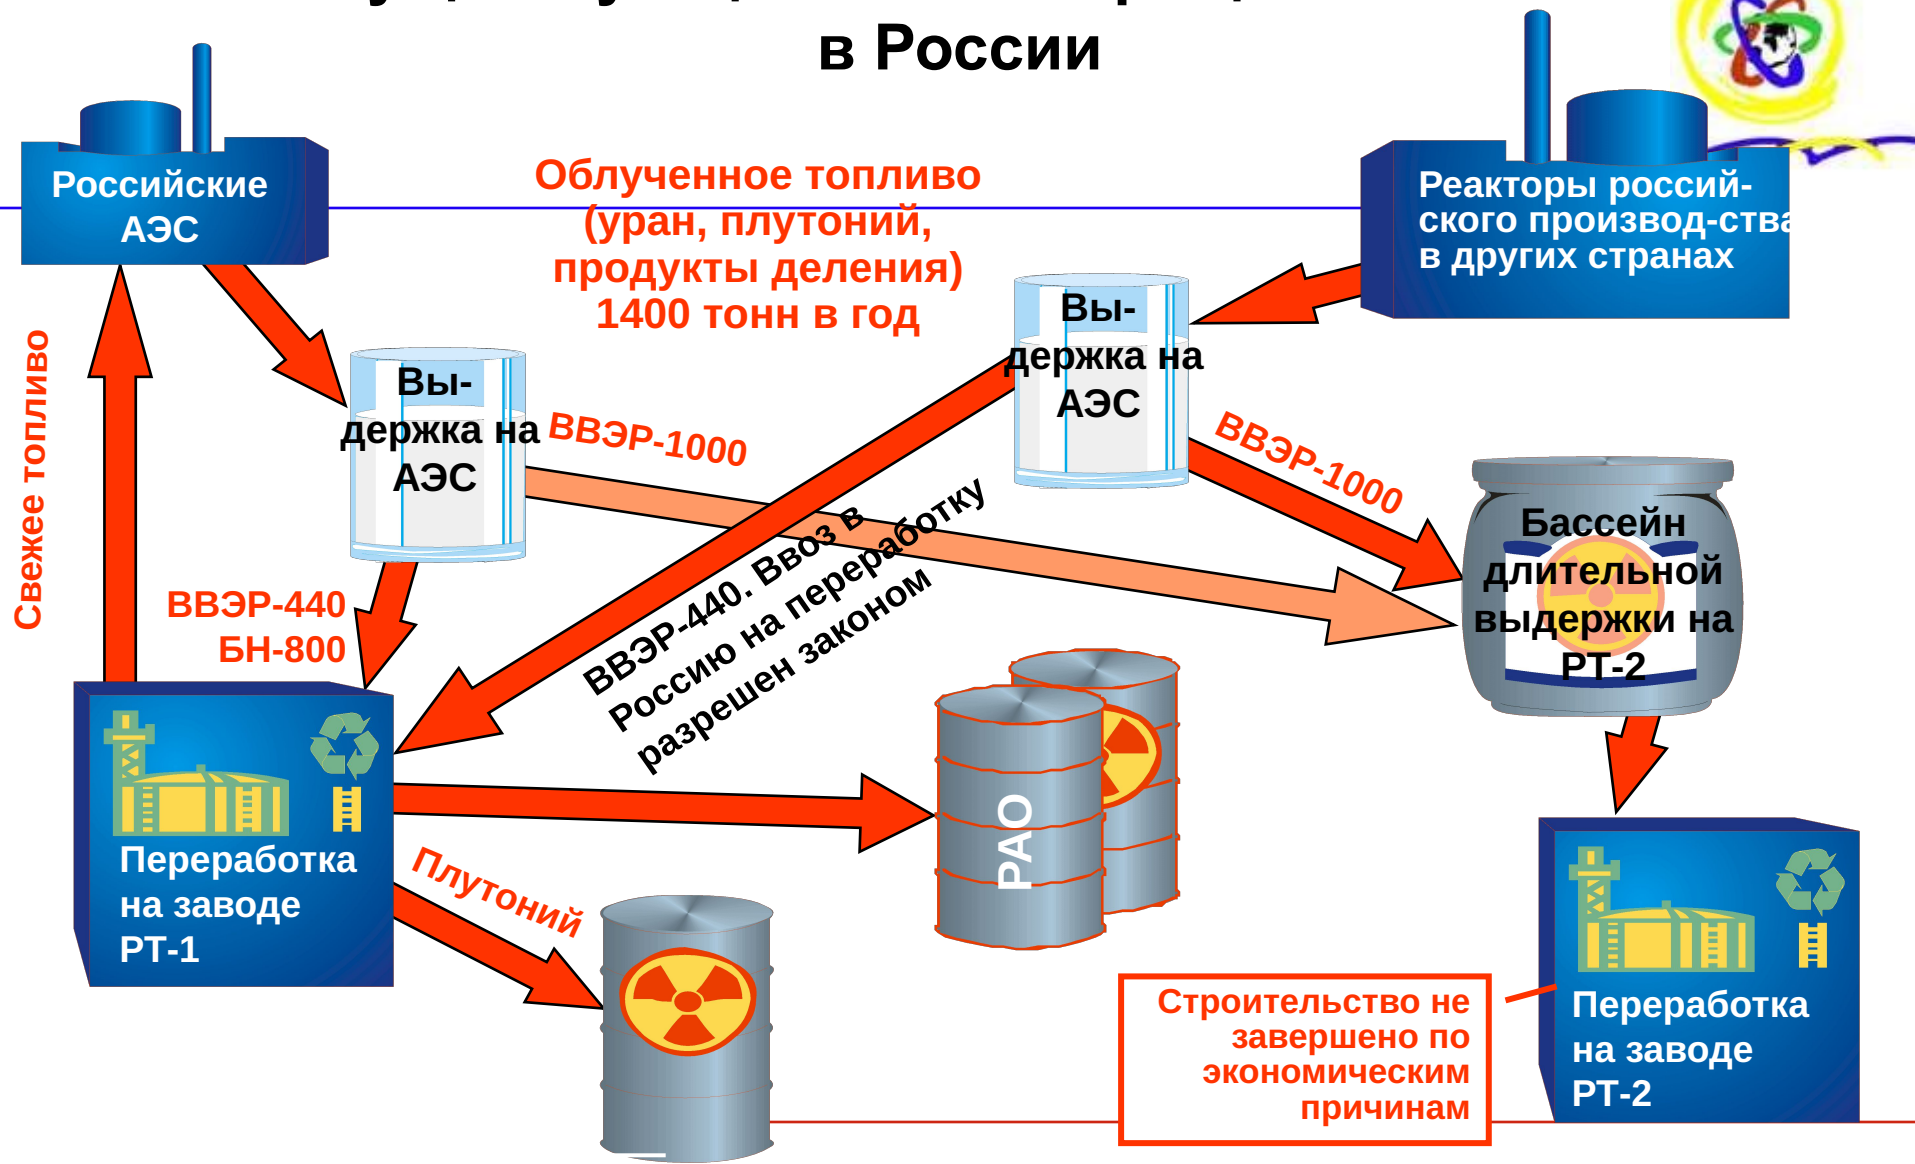 в России
Российские
АЭС
Облученное топливо
(уран, плутоний,
продукты деления)
1400 тонн в год
Реакторы россий-
ского производ-ства
в других странах
Вы-
держка на
АЭС
Вы-
держка на
АЭС
Свежее топливо
ВВЭР-1000
ВВЭР-1000
Бассейн
длительной
выдержки на
РТ-2
ВВЭР-440
БН-800
ВВЭР-440. Ввоз в
Россию на переработку
разрешен законом
РАО
Переработка
на заводе
РТ-1
Плутоний
Строительство не
завершено по
экономическим
причинам
Переработка
на заводе
РТ-2